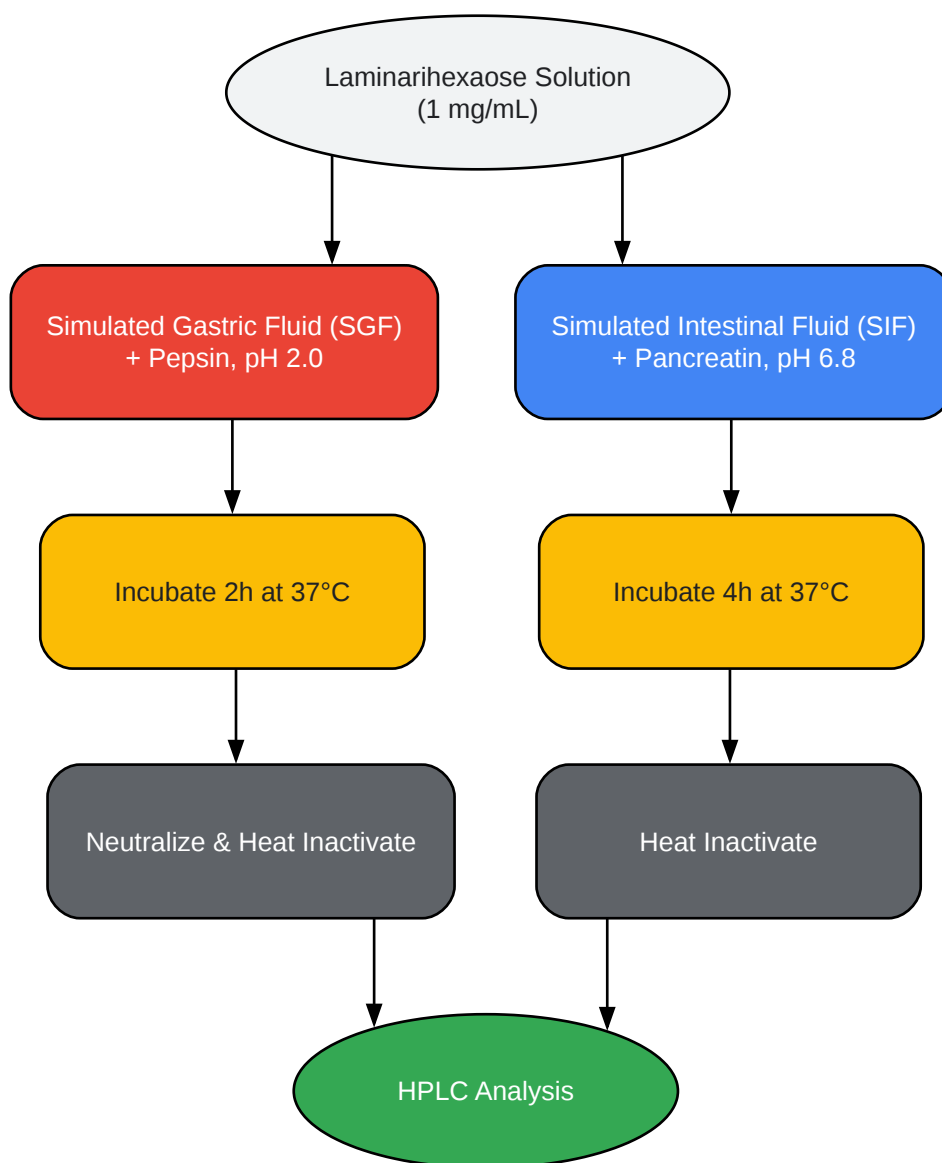 Laminarihexaose Solution
(1 mg/mL)
Simulated Gastric Fluid (SGF)
+ Pepsin, pH 2.0
Simulated Intestinal Fluid (SIF)
+ Pancreatin, pH 6.8
Incubate 2h at 37°C
Incubate 4h at 37°C
Neutralize & Heat Inactivate
Heat Inactivate
HPLC Analysis